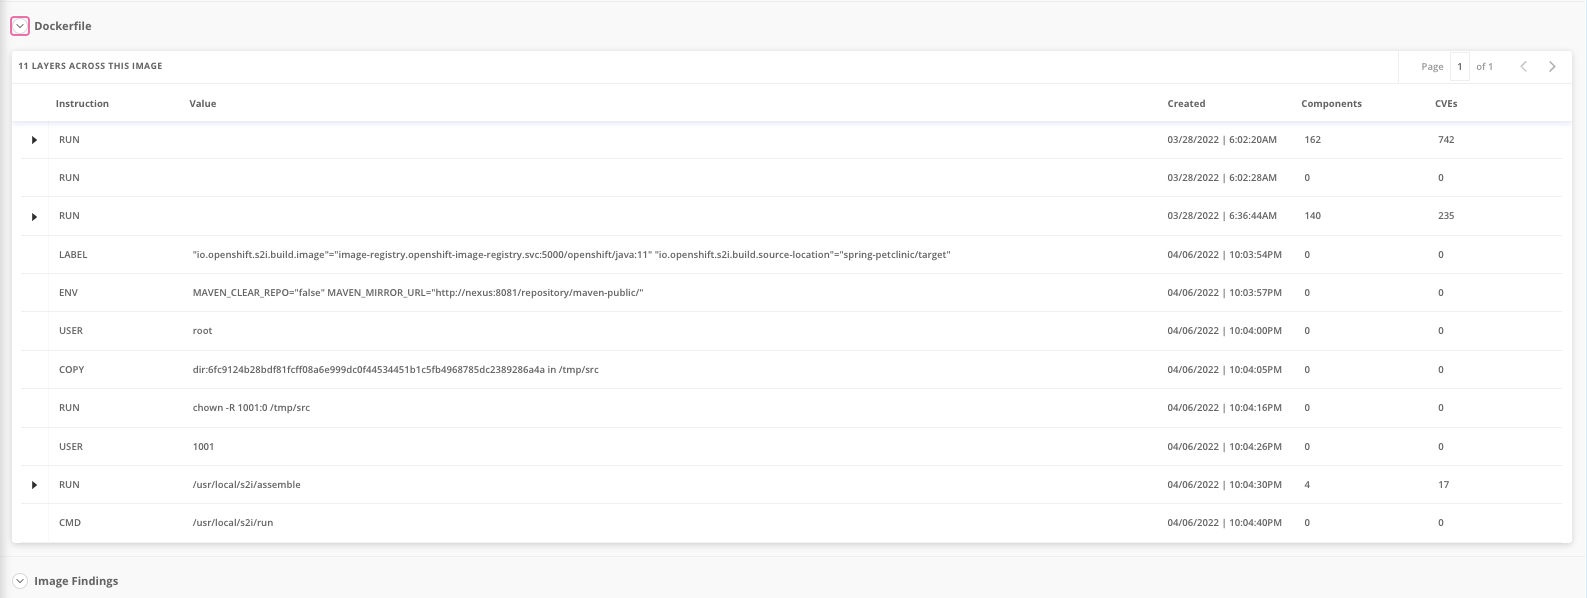 Dockerfile
11 LAYERS ACROSS THIS IMAGE Page 1 of 1
Instruction Value Created Components CVEs
RUN 03/28/2022 | 6:02:20AM 162 742
RUN 03/28/2022 | 6:02:28AM 0 0
RUN 03/28/2022 | 6:36:44AM 140 235
LABEL "io.openshift.s2i.build.image"="image-registry.openshift-image-registry.svc:5000/openshift/java:11" "io.openshift.s2i.build.source-location"="spring-petclinic/target" 04/06/2022 | 10:03:54PM 0 0
ENV MAVEN_CLEAR_REPO="false" MAVEN_MIRROR_URL="http://nexus:8081/repository/maven-public/" 04/06/2022 | 10:03:57PM 0 0
USER root 04/06/2022 | 10:04:00PM 0 0
COPY dir:6fc9124b28bdf81fcff08a6e999dc0f44534451b1c5fb4968785dc2389286a4a in /tmp/src 04/06/2022 | 10:04:05PM 0 0
RUN chown -R 1001:0 /tmp/src 04/06/2022 | 10:04:16PM 0 0
USER 1001 04/06/2022 | 10:04:26PM 0 0
RUN /usr/local/s2i/assemble 04/06/2022 | 10:04:30PM 4 17
CMD /usr/local/s2i/run 04/06/2022 | 10:04:40PM 0 0
Image Findings